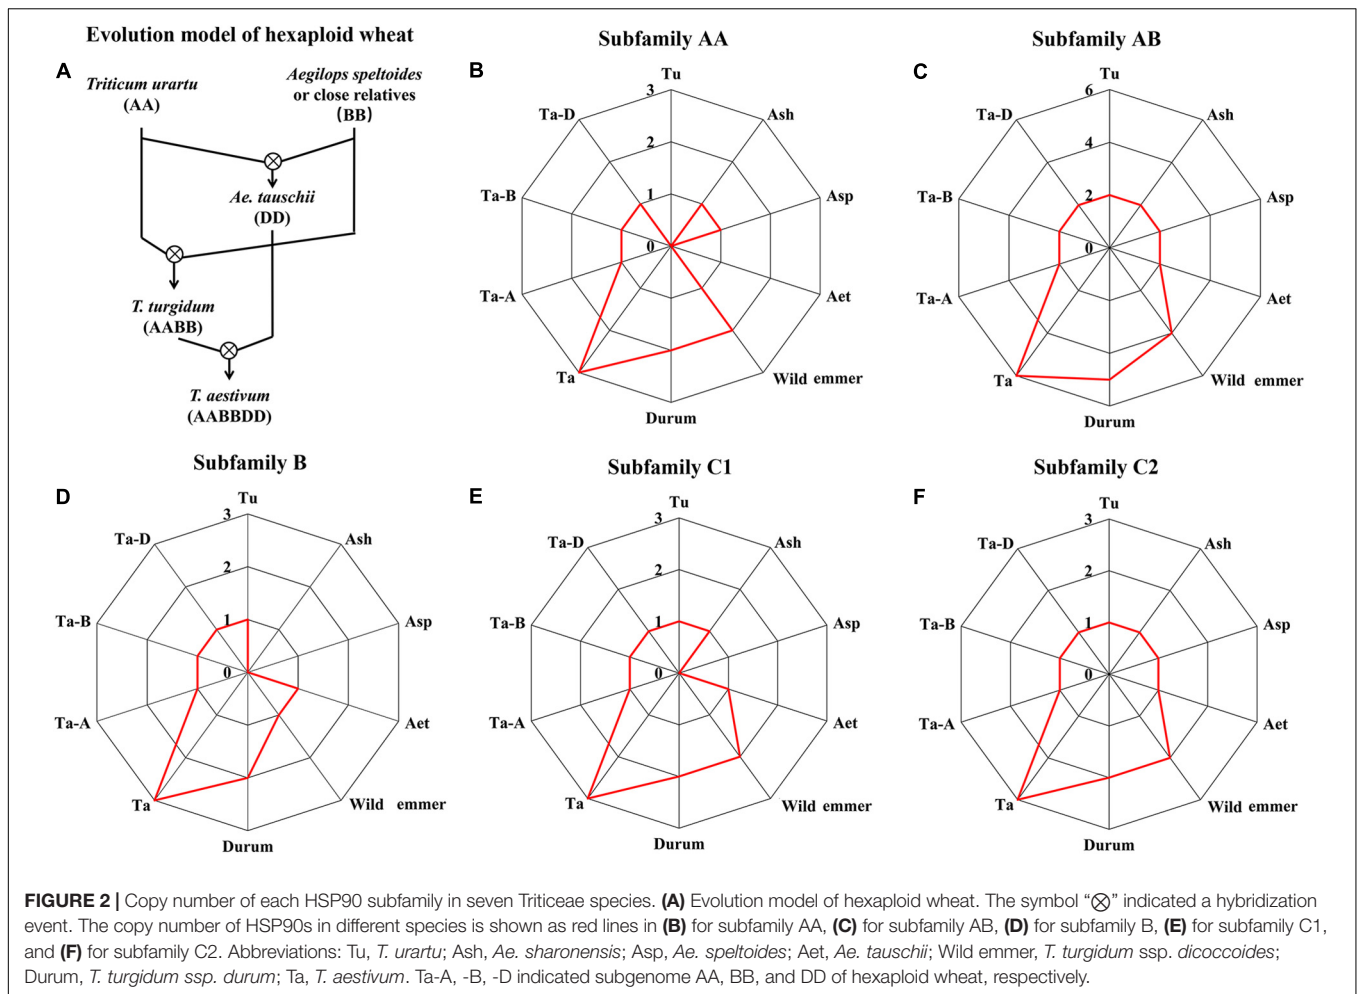 Evolution model of hexaploid wheat
A
Triticum urartu
(AA)
Aegilops speltoides
or close relatives
(BB)
Ae. tauschii
(DD)
T. turgidum
(AABB)
T. aestivum
(AABBDD)
Subfamily AA
B
Tu
Ash
Asp
Aet
Wild emmer
Durum
Ta
Ta-A
Ta-B
Ta-D
3
2
1
0
Subfamily AB
C
Tu
Ash
Asp
Aet
Wild emmer
Durum
Ta
Ta-A
Ta-B
Ta-D
6
4
2
0
Subfamily B
D
Tu
Ash
Asp
Aet
Wild emmer
Durum
Ta
Ta-A
Ta-B
Ta-D
3
2
1
0
Subfamily C1
E
Tu
Ash
Asp
Aet
Wild emmer
Durum
Ta
Ta-A
Ta-B
Ta-D
3
2
1
0
Subfamily C2
F
Tu
Ash
Asp
Aet
Wild emmer
Durum
Ta
Ta-A
Ta-B
Ta-D
3
2
1
0
FIGURE 2 | Copy number of each HSP90 subfamily in seven Triticeae species. (A) Evolution model of hexaploid wheat. The symbol “⊗” indicated a hybridization
event. The copy number of HSP90s in different species is shown as red lines in (B) for subfamily AA, (C) for subfamily AB, (D) for subfamily B, (E) for subfamily C1,
and (F) for subfamily C2. Abbreviations: Tu, T. urartu; Ash, Ae. sharonensis; Asp, Ae. speltoides; Aet, Ae. tauschii; Wild emmer, T. turgidum ssp. dicoccoides;
Durum, T. turgidum ssp. durum; Ta, T. aestivum. Ta-A, -B, -D indicated subgenome AA, BB, and DD of hexaploid wheat, respectively.